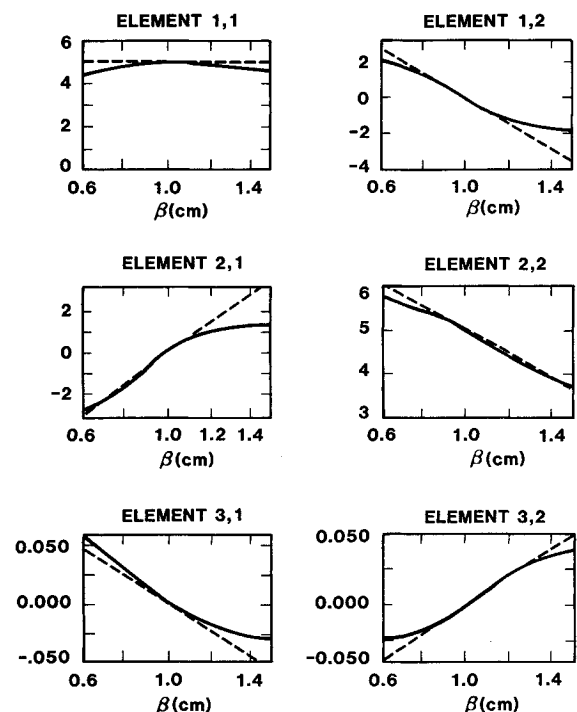 ELEMENT 1,1
6
4
2
0
0.6 1.0 1.4
β(cm)
ELEMENT 1,2
2
0
-2
-4
0.6 1.0 1.4
β(cm)
ELEMENT 2,1
2
0
-2
0.6 1.0 1.2 1.4
β(cm)
ELEMENT 2,2
6
5
4
3
0.6 1.0 1.4
β(cm)
ELEMENT 3,1
0.050
0.000
-.050
0.6 1.0 1.4
β(cm)
ELEMENT 3,2
0.050
0.000
-0.050
0.6 1.0 1.4
β(cm)